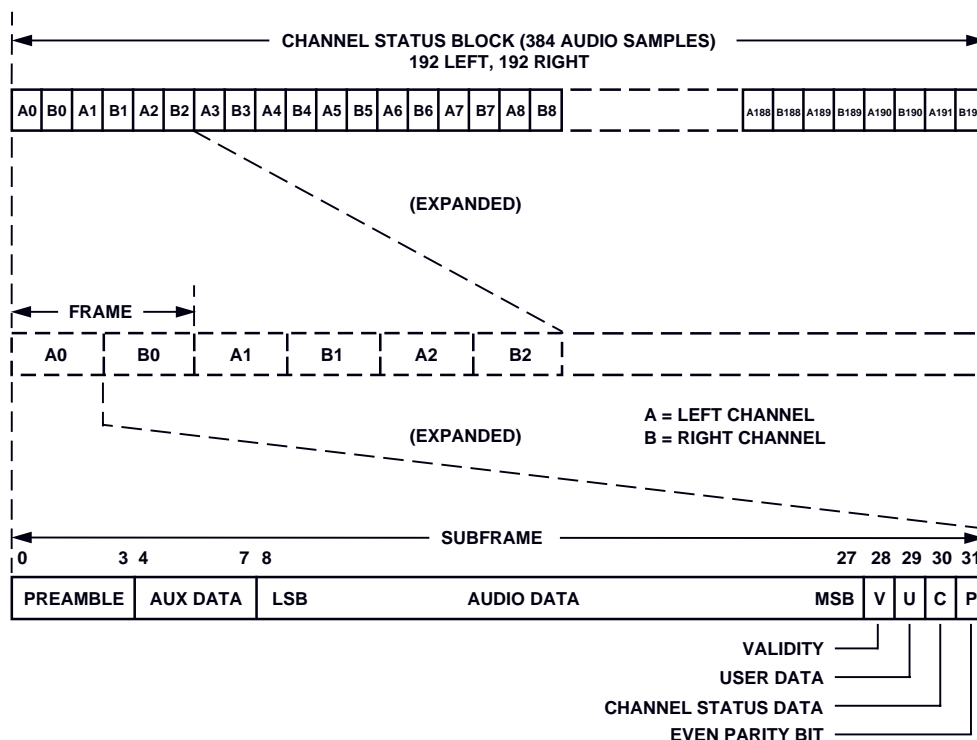 CHANNEL STATUS BLOCK (384 AUDIO SAMPLES)
192 LEFT, 192 RIGHT
A0 B0 A1 B1 A2 B2 A3 B3 A4 B4 A5 B5 A6 B6 A7 B7 A8 B8 A188 B188 A189 B189 A190 B190 A191 B19
(EXPANDED)
FRAME
A0 B0 A1 B1 A2 B2
A = LEFT CHANNEL
B = RIGHT CHANNEL
(EXPANDED)
SUBFRAME
0 3 4 7 8 27 28 29 30 31
PREAMBLE AUX DATA LSB AUDIO DATA MSB V U C P
VALIDITY
USER DATA
CHANNEL STATUS DATA
EVEN PARITY BIT